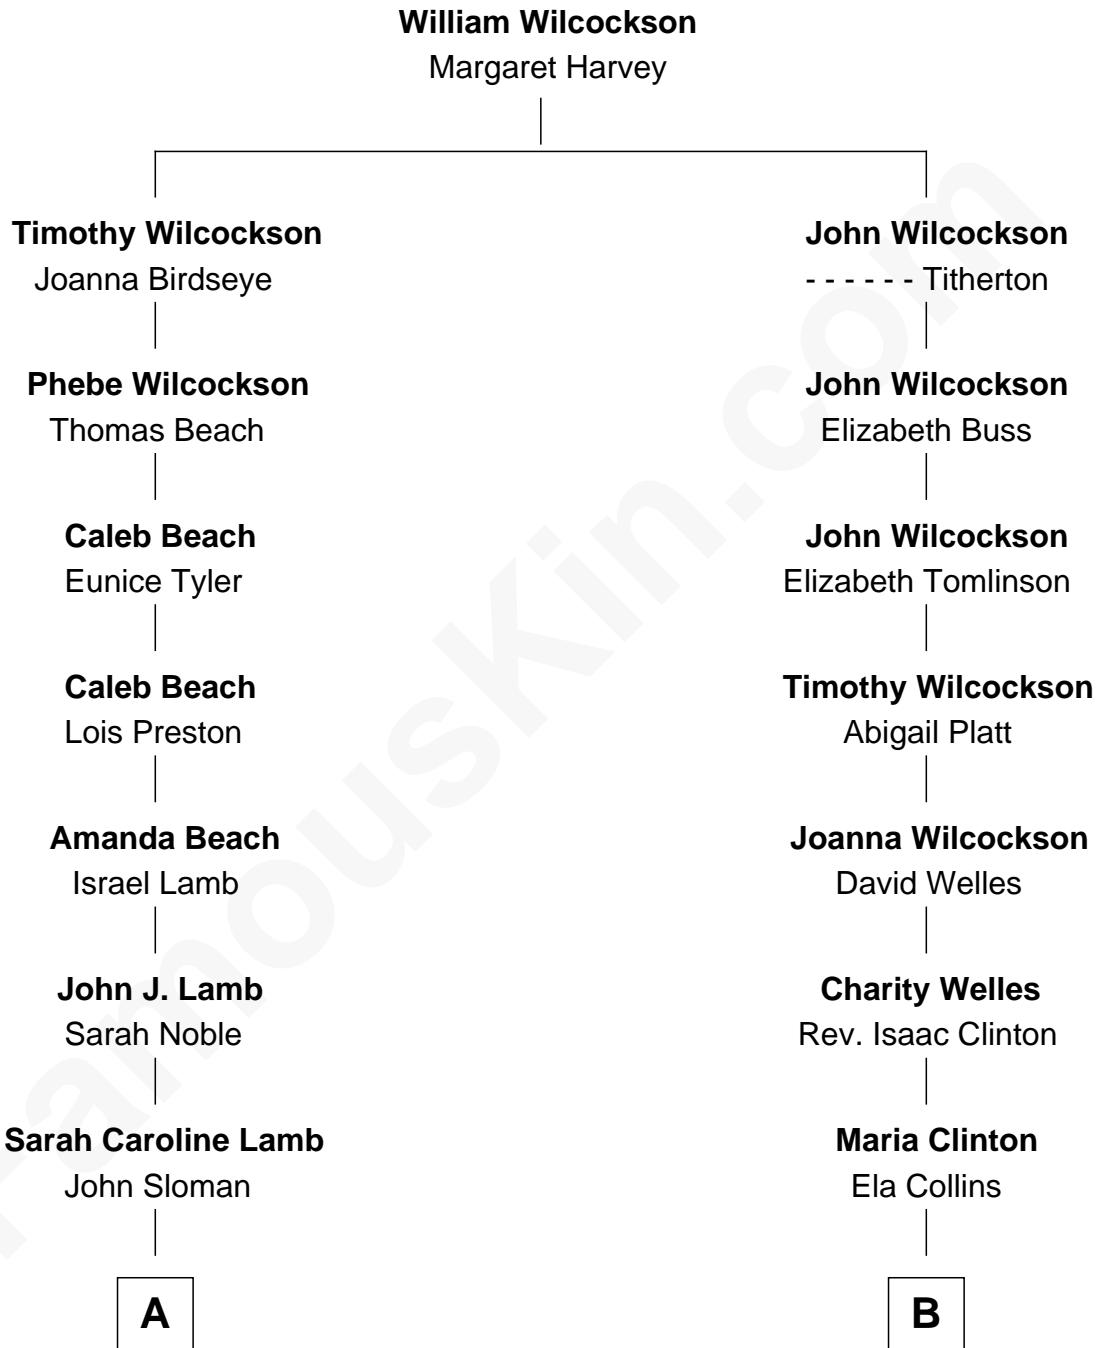 William Wilcockson
Margaret Harvey
Timothy Wilcockson
Joanna Birdseye
Phebe Wilcockson
Thomas Beach
Caleb Beach
Eunice Tyler
Caleb Beach
Lois Preston
Amanda Beach
Israel Lamb
John J. Lamb
Sarah Noble
Sarah Caroline Lamb
John Sloman
A
John Wilcockson
- - - - - - Titherton
John Wilcockson
Elizabeth Buss
John Wilcockson
Elizabeth Tomlinson
Timothy Wilcockson
Abigail Platt
Joanna Wilcockson
David Welles
Charity Welles
Rev. Isaac Clinton
Maria Clinton
Ela Collins
B
FamousKin.com